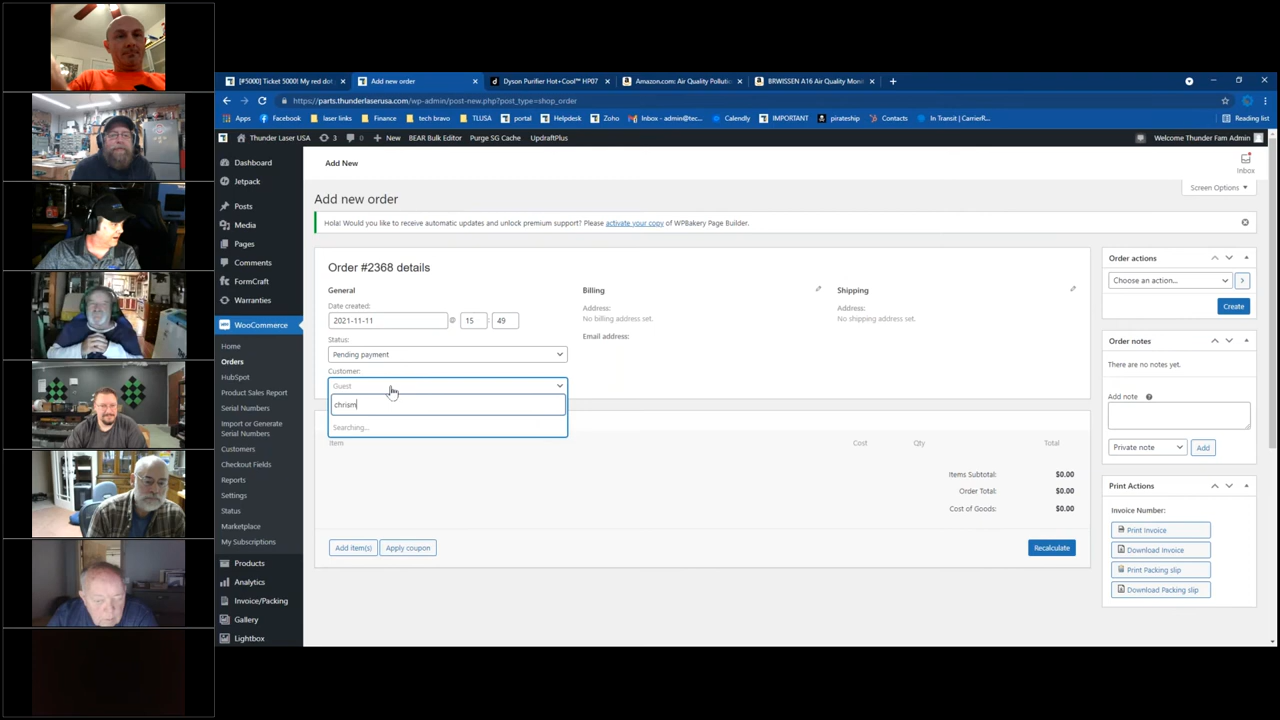 [#5000] Ticket 5000! My red dot
Add new order
Dyson Purifier Hot+Cool™ HP07
Amazon.com: Air Quality Pollutio
BRWISSEN A16 Air Quality Moni
https://parts.thunderlaserusa.com/wp-admin/post-new.php?post_type=shop_order
Apps
Facebook
laser links
Finance
tech bravo
TLUSA
portal
Helpdesk
Zoho
Inbox - admin@tec...
Calendly
IMPORTANT
pirateship
Contacts
In Transit | CarrierR...
Reading list
Thunder Laser USA
3
New
BEAR Bulk Editor
Purge SG Cache
UpdraftPlus
Welcome Thunder Fam Admin
Dashboard
Jetpack
Posts
Media
Pages
Comments
FormCraft
Warranties
WooCommerce
Home
Orders
HubSpot
Product Sales Report
Serial Numbers
Import or Generate
Serial Numbers
Customers
Checkout Fields
Reports
Settings
Status
Marketplace
My Subscriptions
Products
Analytics
Invoice/Packing
Gallery
Lightbox
Add New
Inbox
Screen Options
Add new order
Hola! Would you like to receive automatic updates and unlock premium support? Please activate your copy of WPBakery Page Builder.
Order #2368 details
General
Date created:
2021-11-11 @ 15 : 49
Status:
Pending payment
Customer:
Guest
chrism
Searching...
Billing
Address:
No billing address set.
Email address:
Shipping
Address:
No shipping address set.
Item
Cost
Qty
Total
Items Subtotal: $0.00
Order Total: $0.00
Cost of Goods: $0.00
Add item(s)
Apply coupon
Recalculate
Order actions
Choose an action...
Create
Order notes
There are no notes yet.
Add note
Private note
Add
Print Actions
Invoice Number:
Print Invoice
Download Invoice
Print Packing slip
Download Packing slip